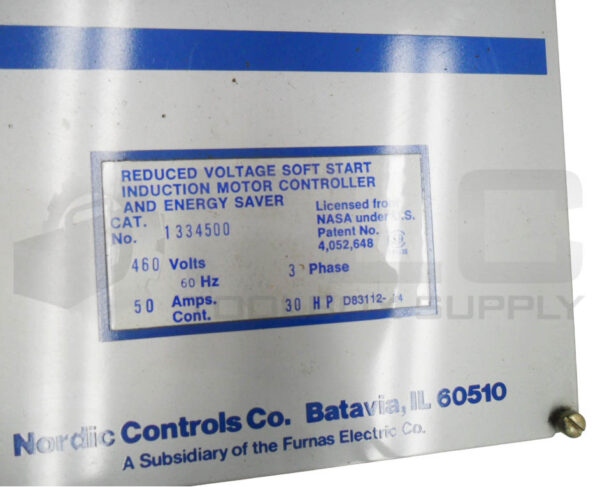 REDUCED VOLTAGE SOFT START
INDUCTION MOTOR CONTROLLER
AND ENERGY SAVER
Licensed from
NASA under U.S.
Patent No.
4,052,648
CAT.
No. 1334500
460 Volts 3 Phase
60 Hz
50 Amps. 30 HP D83112-
Cont.
Nordic Controls Co. Batavia, IL 60510
A Subsidiary of the Furnas Electric Co.
PLC
SUPPLY